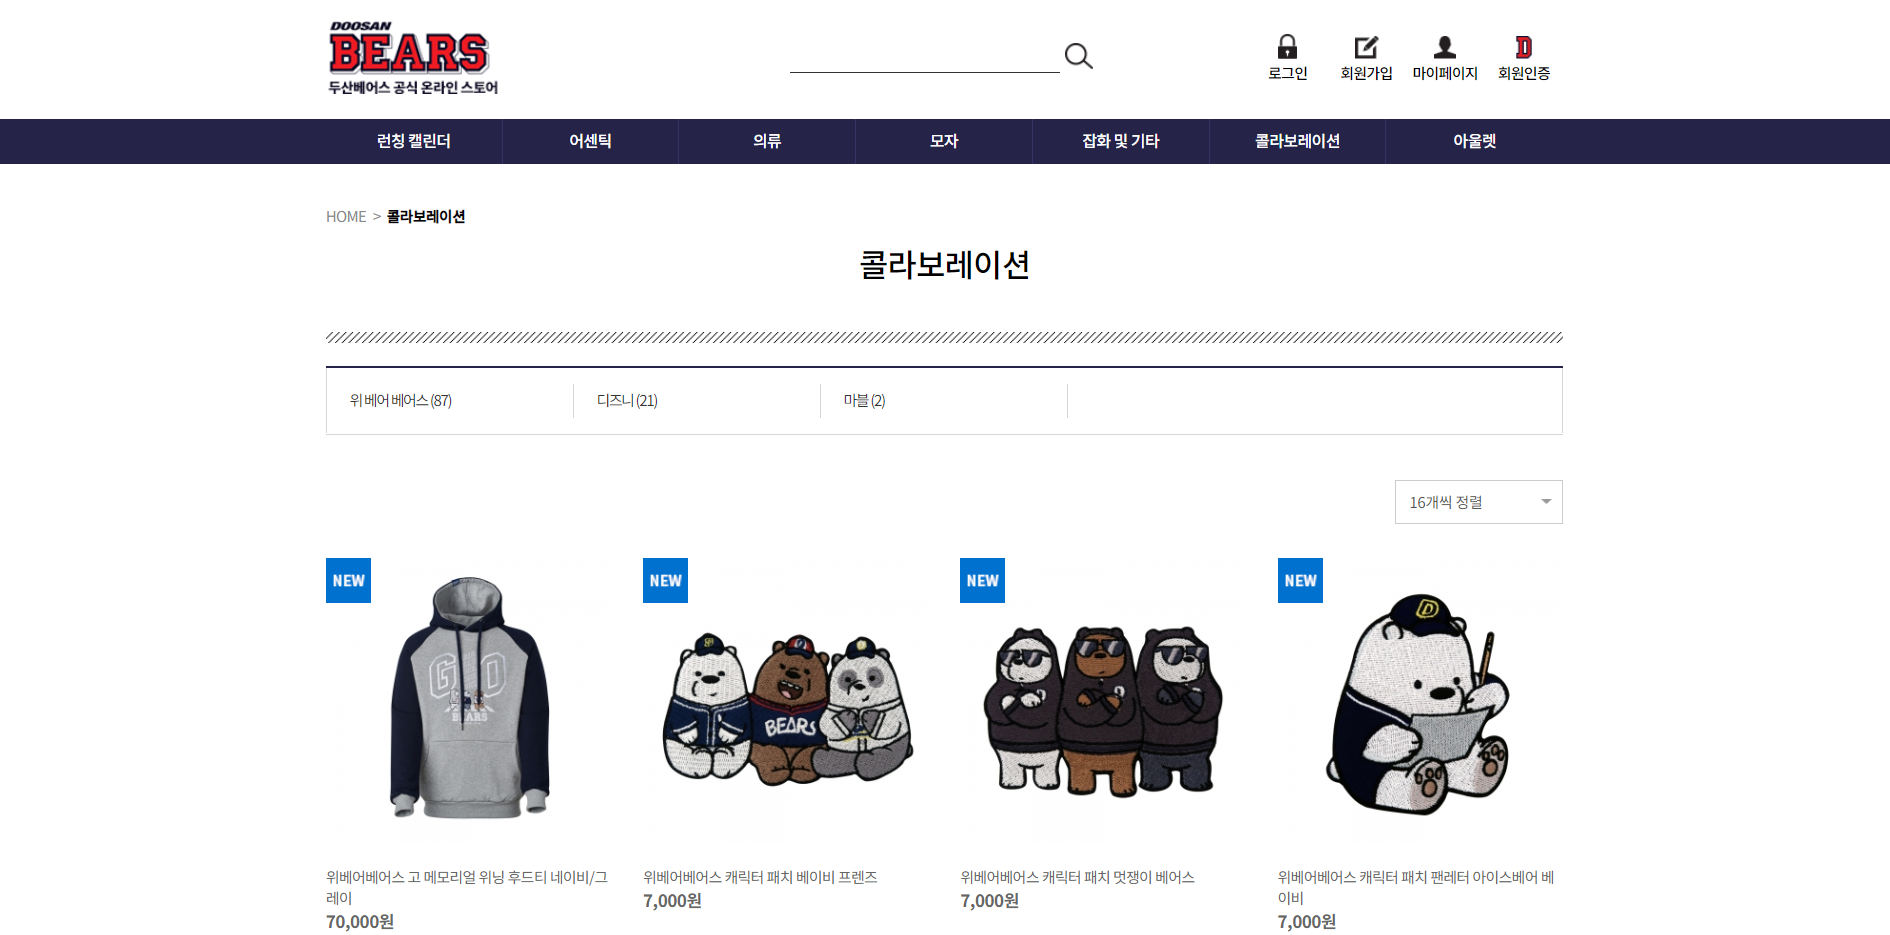 DOOSAN
BEARS
두산베어스 공식 온라인 스토어
로그인
회원가입
마이페이지
D
회원인증
런칭 캘린더
어센틱
의류
모자
잡화 및 기타
콜라보레이션
아울렛
HOME > 콜라보레이션
콜라보레이션
위 베어 베어스 (87)
디즈니 (21)
마블 (2)
16개씩 정렬
NEW
NEW
NEW
NEW
BEARS
BEARS
D
위베어베어스 고 메모리얼 위닝 후드티 네이비/그
레이
70,000원
위베어베어스 캐릭터 패치 베이비 프렌즈
7,000원
위베어베어스 캐릭터 패치 멋쟁이 베어스
7,000원
위베어베어스 캐릭터 패치 팬레터 아이스베어 베
이비
7,000원